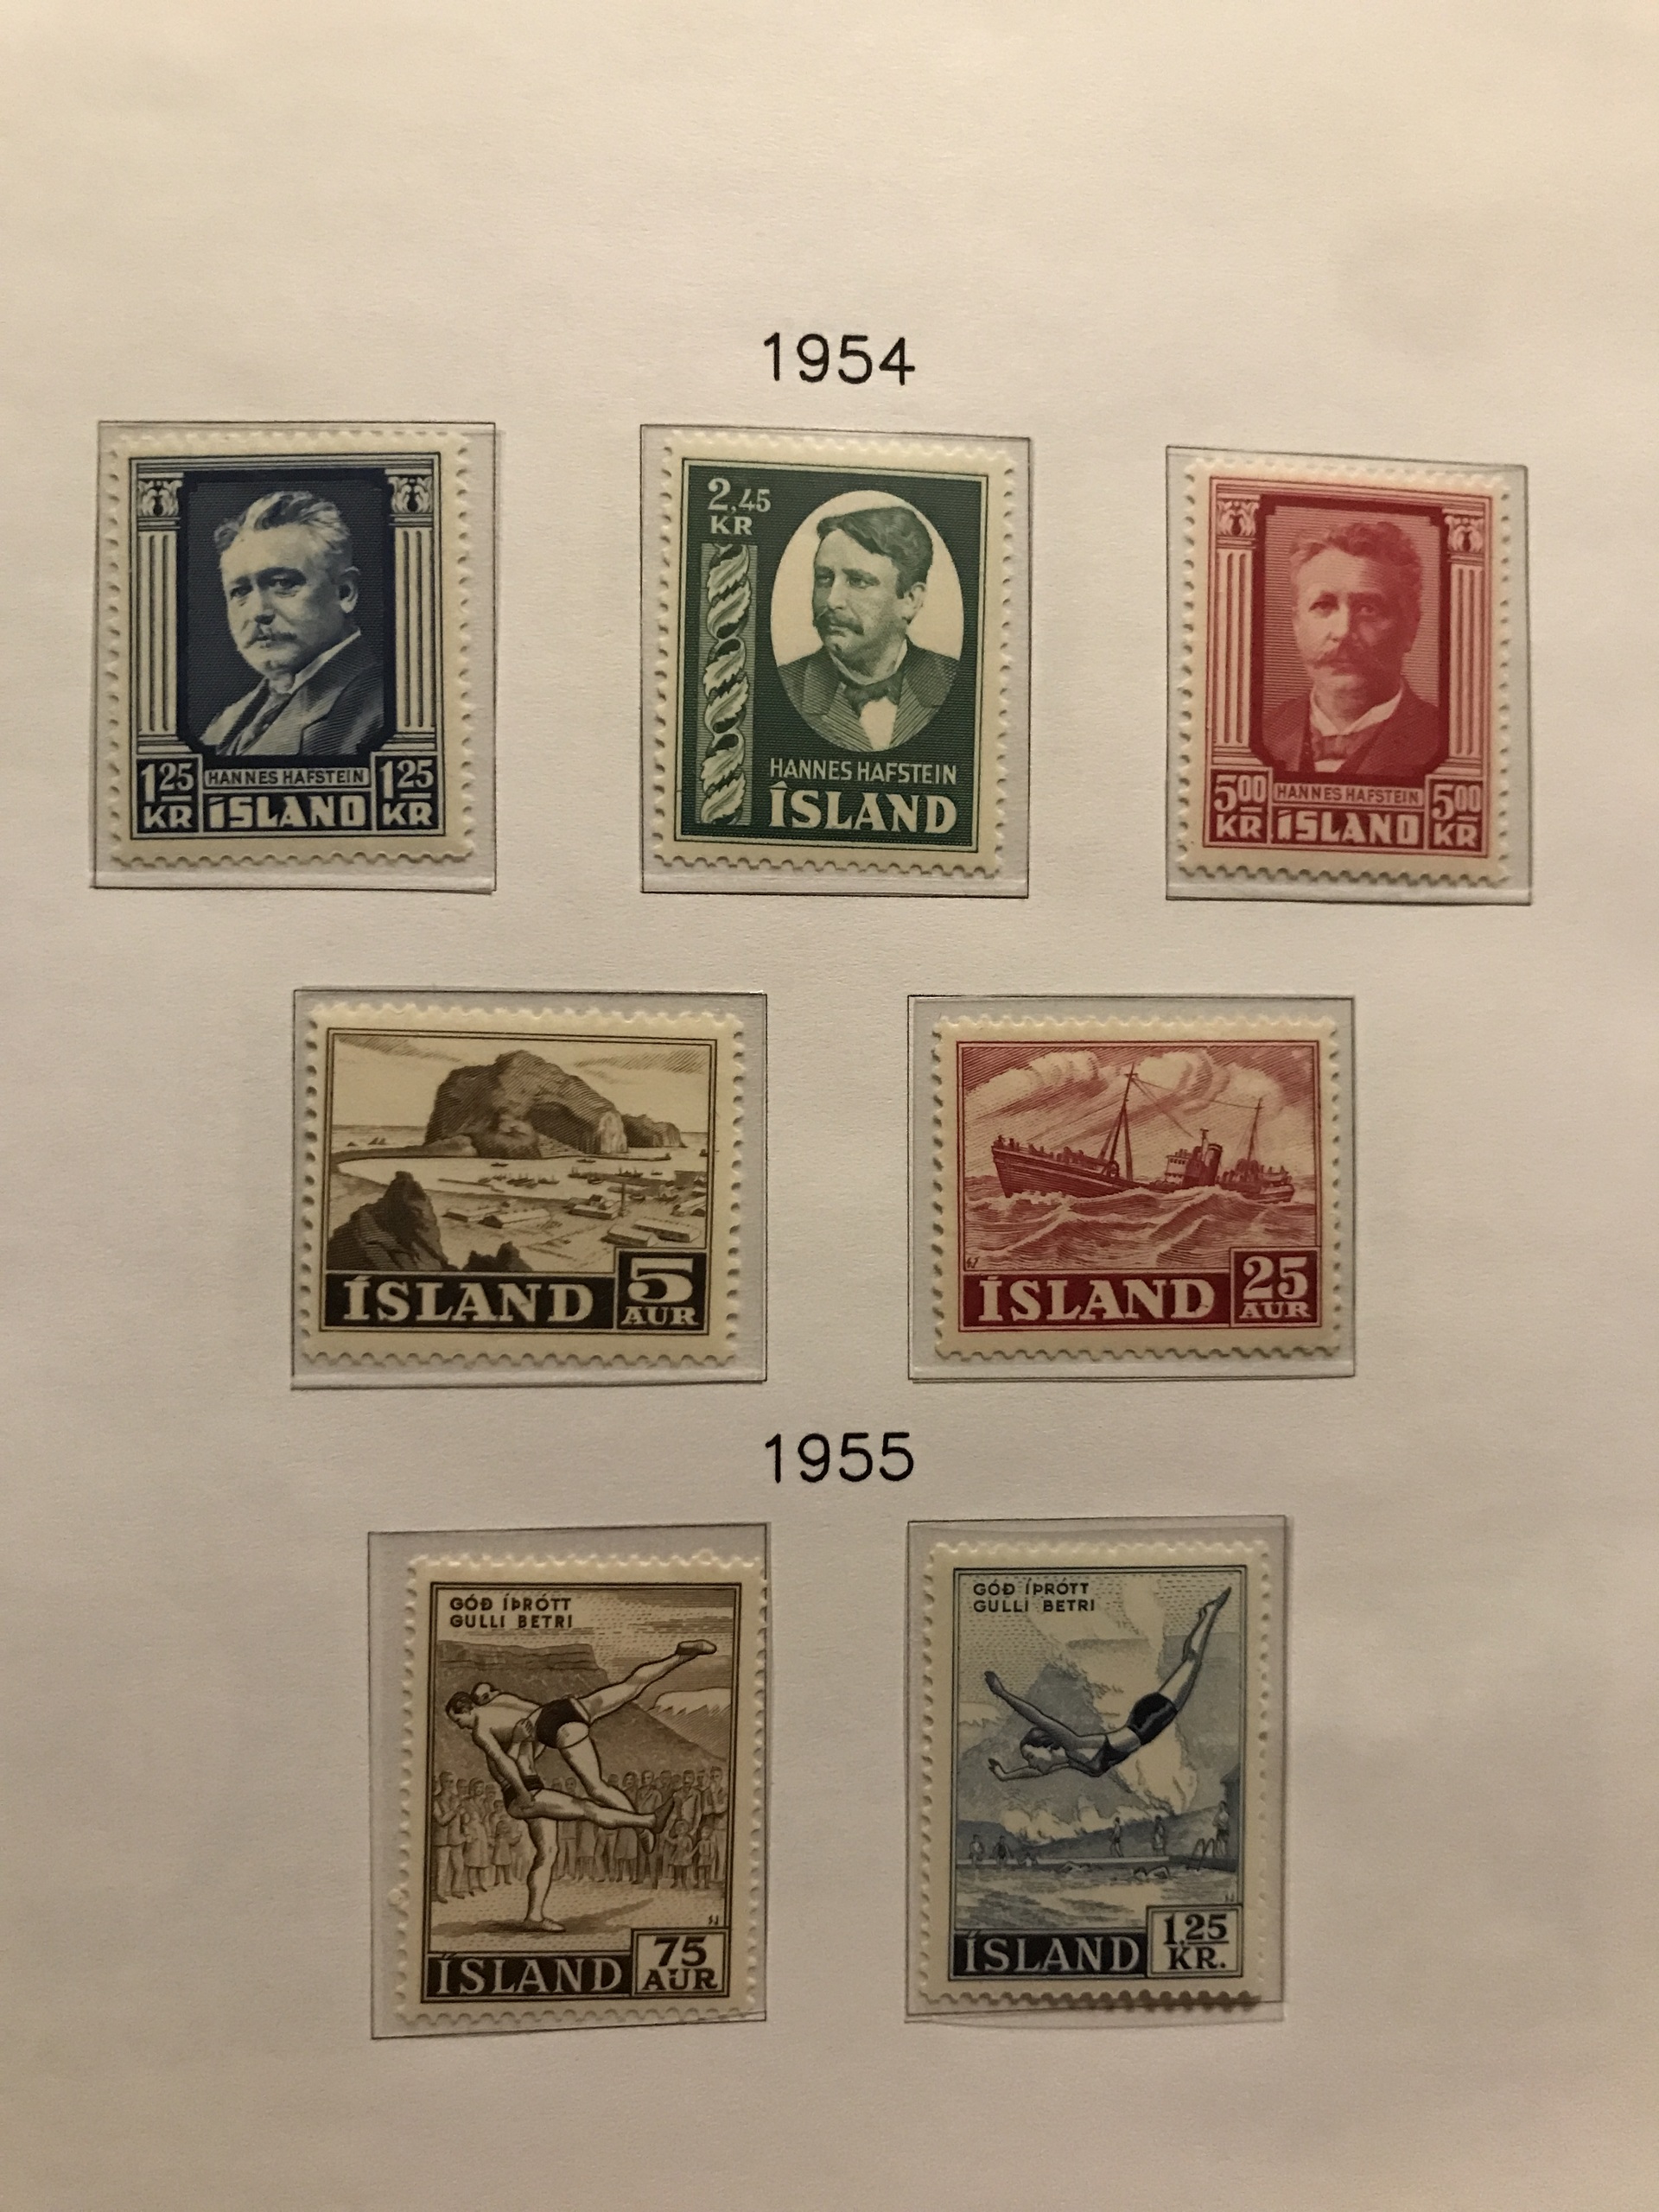 1954
1 25 KR HANNES HAFSTEIN 1 25 KR
ÍSLAND
2,45
KR
HANNES HAFSTEIN
ÍSLAND
5 00 KR HANNES HAFSTEIN 5 00 KR
ÍSLAND
ÍSLAND 5
AUR
ÍSLAND 25
AUR
1955
GÓÐ ÍÞRÓTT
GULLI BETRI
ÍSLAND 75
AUR
GÓÐ ÍÞRÓTT
GULLI BETRI
ÍSLAND 1,25
KR.